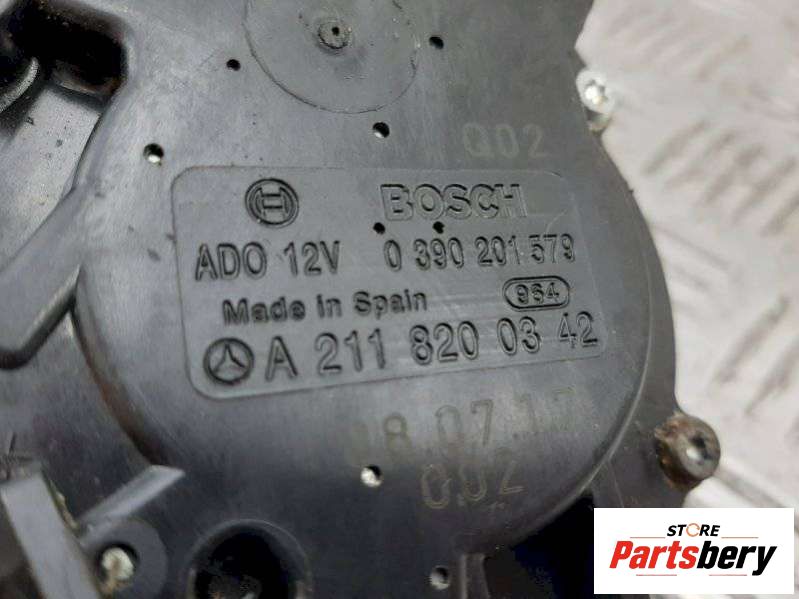 Q02
BOSCH
ADO 12V 0 390 201 579
Made in Spain 964
A 211 820 03 42
Q02
STORE
Partsbery